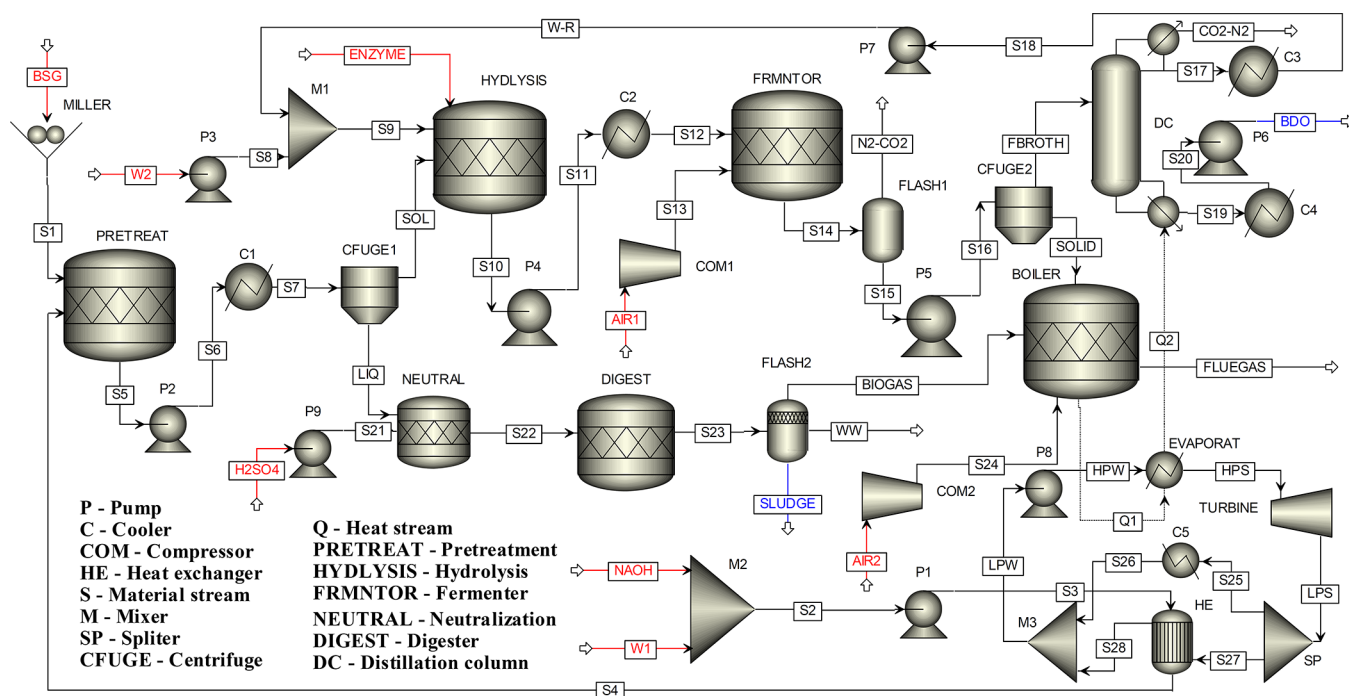 W-R
P7
S18
CO2-N2
BSG
ENZYME
C3
S17
MILLER
M1
HYDLYSIS
C2
FRMNTOR
P3
S9
S12
N2-CO2
DC
P6
BDO
S8
FBROTH
S20
W2
S11
FLASH1
CFUGE2
SOL
S13
S1
PRETREAT
S14
S16
S19
C4
C1
CFUGE1
S10
P4
COM1
SOLID
S7
P5
BOILER
S15
S6
AIR1
Q2
FLASH2
FLUEGAS
LIQ
NEUTRAL
DIGEST
BIOGAS
S5
P2
P9
S21
S22
S23
WW
P8
EVAPORAT
S24
H2SO4
HPW
HPS
COM2
SLUDGE
TURBINE
Q1
P - Pump
C - Cooler
COM - Compressor
HE - Heat exchanger
S - Material stream
M - Mixer
SP - Spliter
CFUGE - Centrifuge
Q - Heat stream
PRETREAT - Pretreatment
HYDLYSIS - Hydrolysis
FRMNTOR - Fermenter
NEUTRAL - Neutralization
DIGEST - Digester
DC - Distillation column
NAOH
M2
AIR2
LPW
C5
S26
S25
LPS
P1
S3
HE
S2
M3
W1
S28
S27
SP
S4